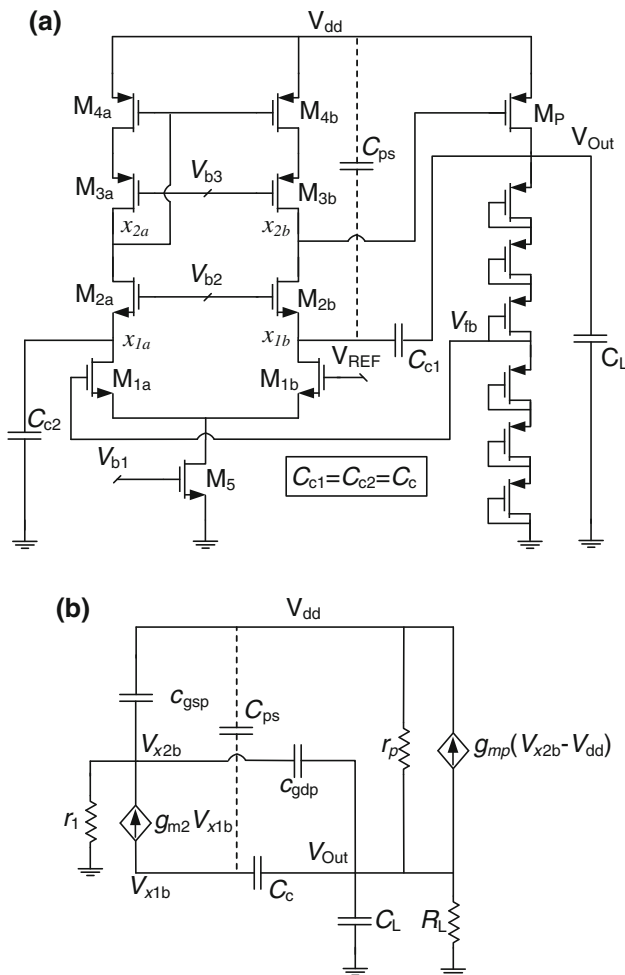 (a)
V_dd
M_4a
M_4b
M_P
V_Out
C_ps
M_3a
V_b3
M_3b
x_2a
x_2b
M_2a
V_b2
M_2b
V_fb
x_1a
x_1b
C_c1
V_REF
C_L
M_1a
M_1b
C_c2
V_b1
M_5
C_c1=C_c2=C_c
(b)
V_dd
c_gsp
C_ps
V_x2b
r_p
g_mp(V_x2b-V_dd)
c_gdp
r_1
g_m2V_x1b
V_Out
V_x1b
C_c
C_L
R_L